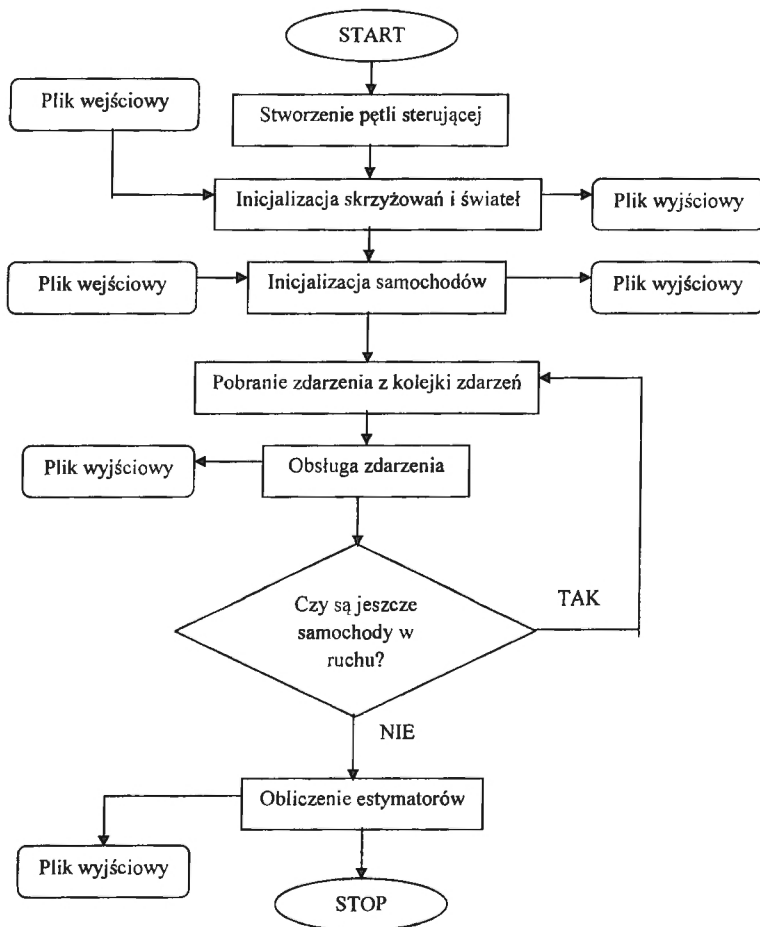 START
Plik wejściowy
Stworzenie pętli sterującej
Inicjalizacja skrzyżowań i świateł
Plik wyjściowy
Plik wejściowy
Inicjalizacja samochodów
Plik wyjściowy
Pobranie zdarzenia z kolejki zdarzeń
Plik wyjściowy
Obsługa zdarzenia
Czy są jeszcze
samochody w
ruchu?
TAK
NIE
Obliczenie estymatorów
Plik wyjściowy
STOP